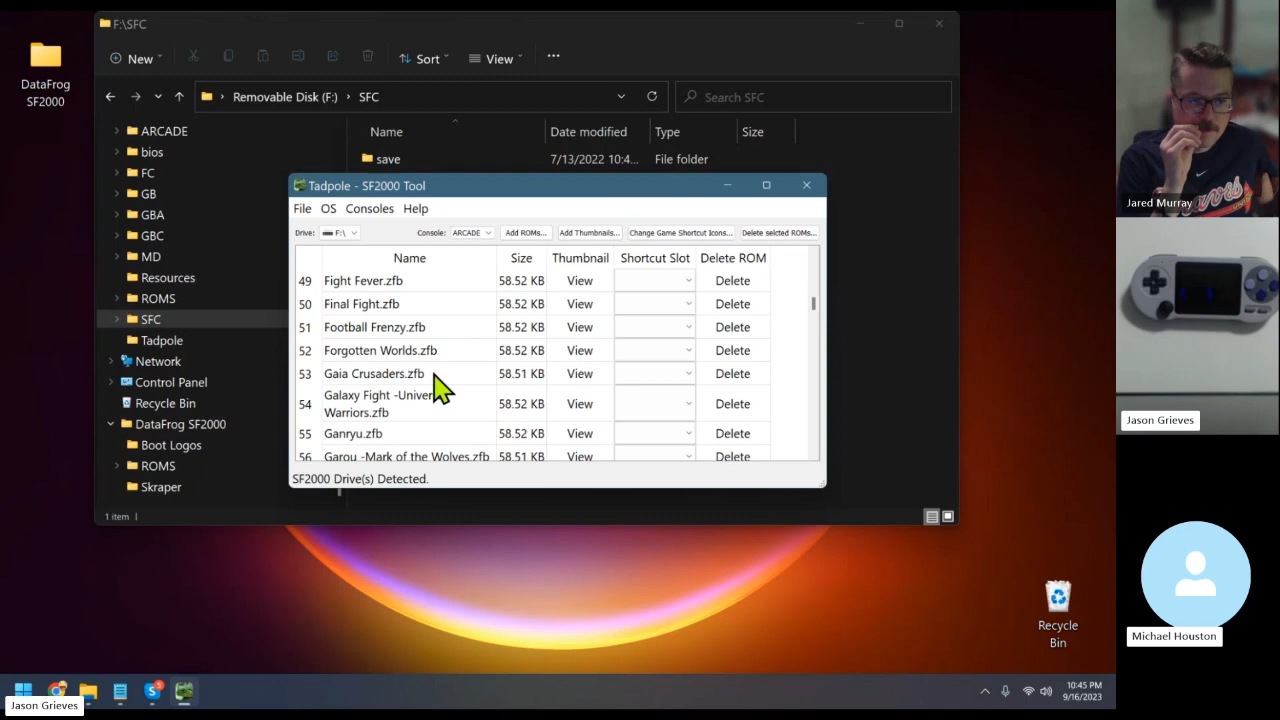 DataFrog
SF2000
F:\SFC
New Sort View ...
Removable Disk (F:) SFC Search SFC
ARCADE
bios
FC
GB
GBA
GBC
MD
Resources
ROMS
SFC
Tadpole
Network
Control Panel
Recycle Bin
DataFrog SF2000
Boot Logos
ROMS
Skraper
Name Date modified Type Size
save 7/13/2022 10:4... File folder
1 item
Tadpole - SF2000 Tool
File OS Consoles Help
Drive: F:\ Console: ARCADE Add ROMs... Add Thumbnails... Change Game Shortcut Icons... Delete selcted ROMs...
Name Size Thumbnail Shortcut Slot Delete ROM
49 Fight Fever.zfb 58.52 KB View Delete
50 Final Fight.zfb 58.52 KB View Delete
51 Football Frenzy.zfb 58.52 KB View Delete
52 Forgotten Worlds.zfb 58.52 KB View Delete
53 Gaia Crusaders.zfb 58.51 KB View Delete
54 Galaxy Fight -Univer
Warriors.zfb 58.52 KB View Delete
55 Ganryu.zfb 58.52 KB View Delete
56 Garou -Mark of the Wolves.zfb 58.51 KB View Delete
SF2000 Drive(s) Detected.
Recycle
Bin
5
10:45 PM
9/16/2023
Jason Grieves
Jared Murray
Jason Grieves
Michael Houston